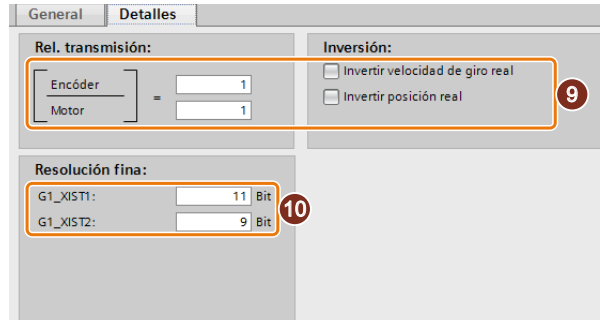 General
Detalles
Rel. transmisión:
Encóder
Motor
=
1
1
Inversión:
Invertir velocidad de giro real
Invertir posición real
9
Resolución fina:
G1_XIST1: 11 Bit
G1_XIST2: 9 Bit
10